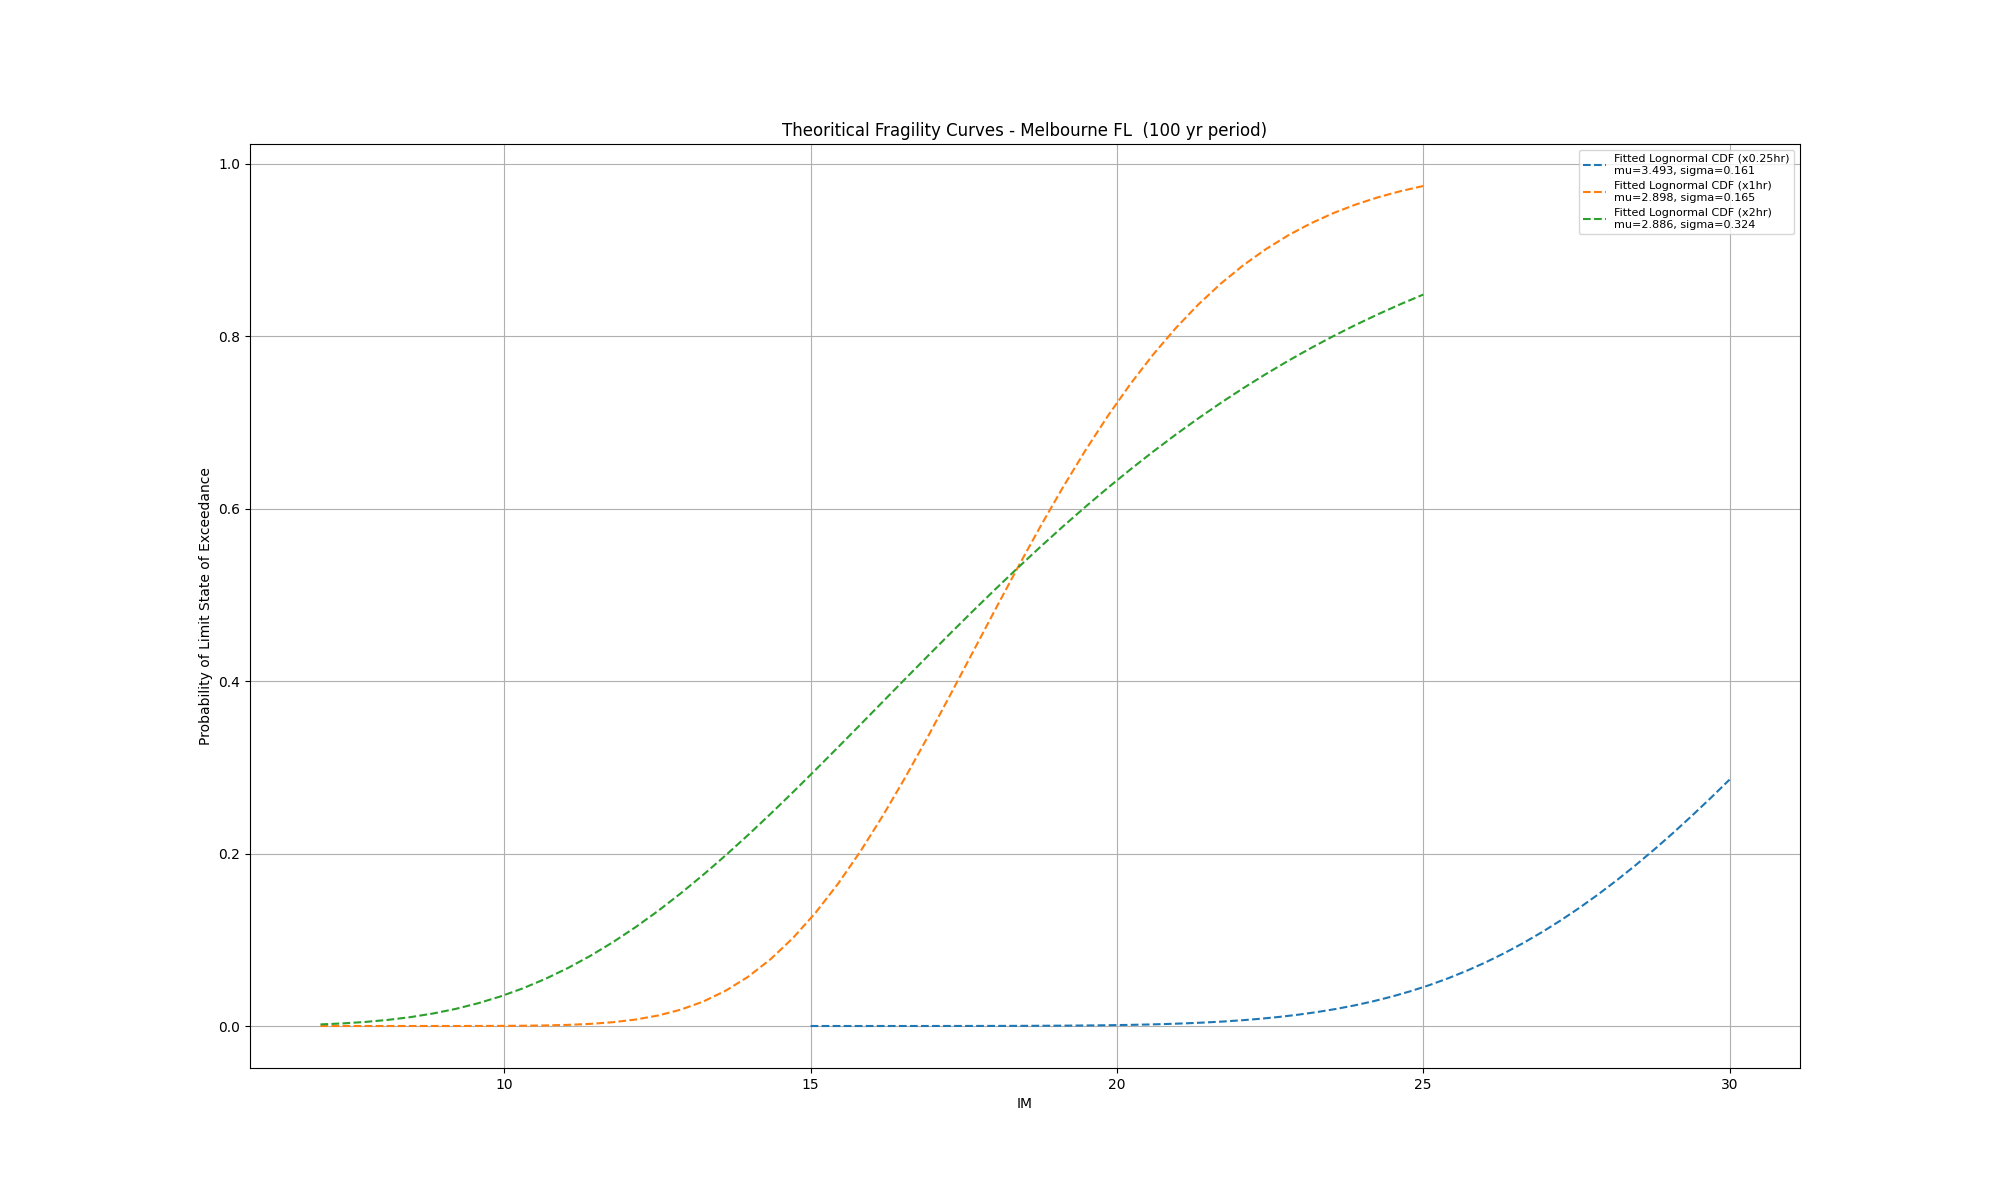 Theoritical Fragility Curves - Melbourne FL  (100 yr period)
Fitted Lognormal CDF (x0.25hr)
mu=3.493, sigma=0.161
Fitted Lognormal CDF (x1hr)
mu=2.898, sigma=0.165
Fitted Lognormal CDF (x2hr)
mu=2.886, sigma=0.324
Probability of Limit State of Exceedance
1.0
0.8
0.6
0.4
0.2
0.0
10 15 20 25 30
IM